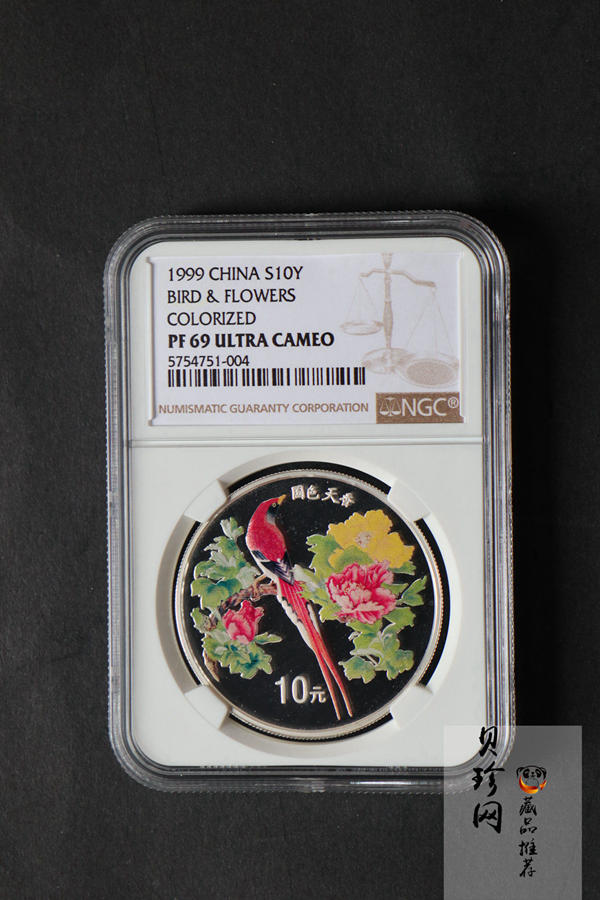 1999 CHINA S10Y
BIRD & FLOWERS
COLORIZED
PF 69 ULTRA CAMEO
5754751-004
NUMISMATIC GUARANTY CORPORATION
NGC®
国色天香
10元
贝珍网
藏品推荐